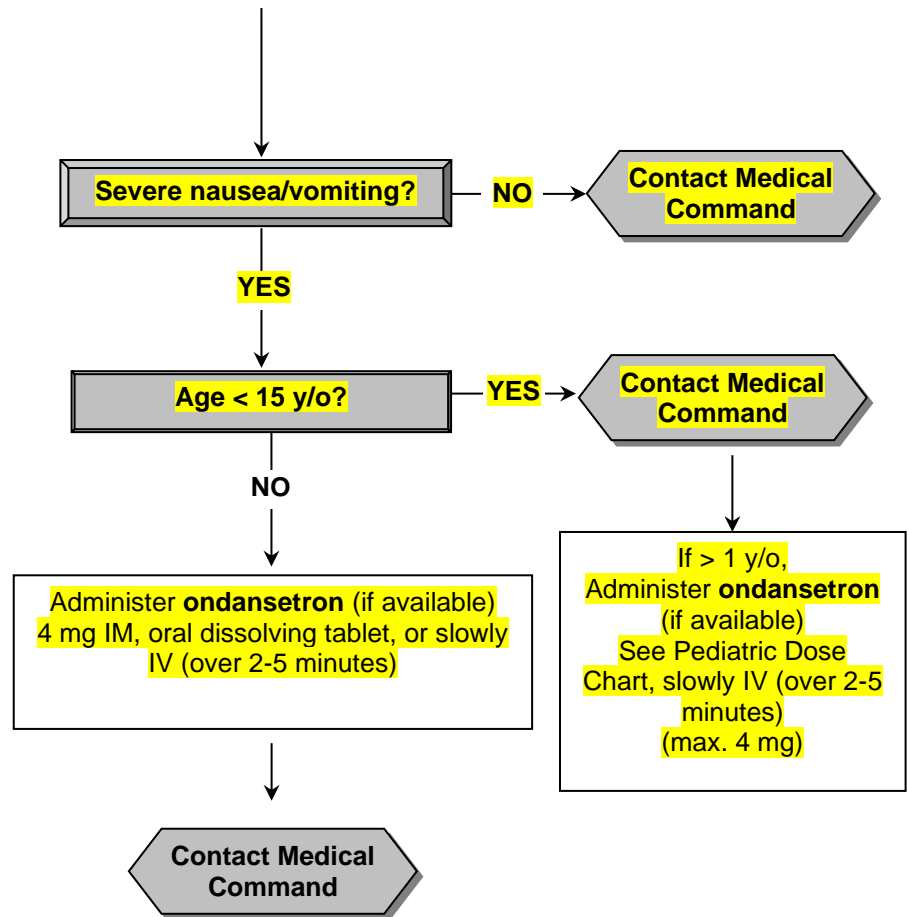 Severe nausea/vomiting?
NO
Contact Medical
Command
YES
Age < 15 y/o?
YES
Contact Medical
Command
NO
Administer ondansetron (if available)
4 mg IM, oral dissolving tablet, or slowly
IV (over 2-5 minutes)
If > 1 y/o,
Administer ondansetron
(if available)
See Pediatric Dose
Chart, slowly IV (over 2-5
minutes)
(max. 4 mg)
Contact Medical
Command